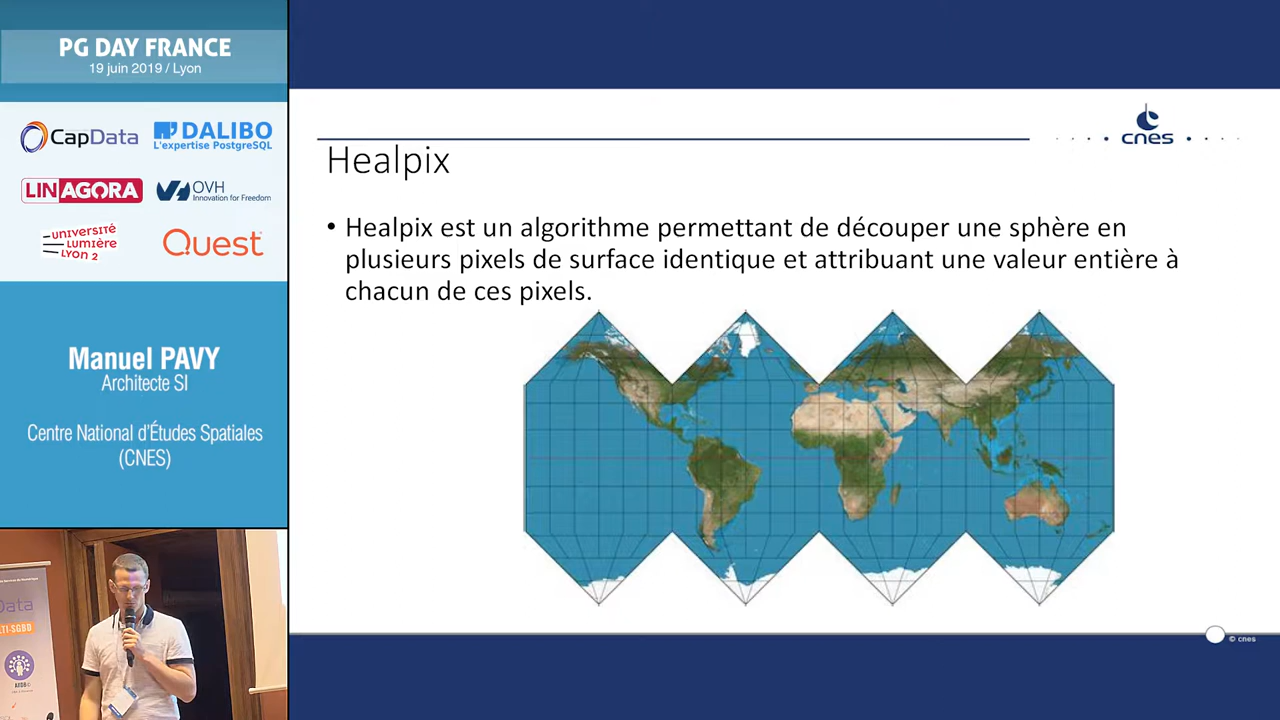 PG DAY FRANCE
19 juin 2019 / Lyon
CapData
DALIBO
L'expertise PostgreSQL
LINAGORA
OVH
Innovation for Freedom
UNIVERSITÉ
LUMIÈRE
LYON 2
Quest
Manuel PAVY
Architecte SI
Centre National d'Études Spatiales
(CNES)
cnes
Healpix
• Healpix est un algorithme permettant de découper une sphère en
plusieurs pixels de surface identique et attribuant une valeur entière à
chacun de ces pixels.
© cnes
Data
LTI-SGBD